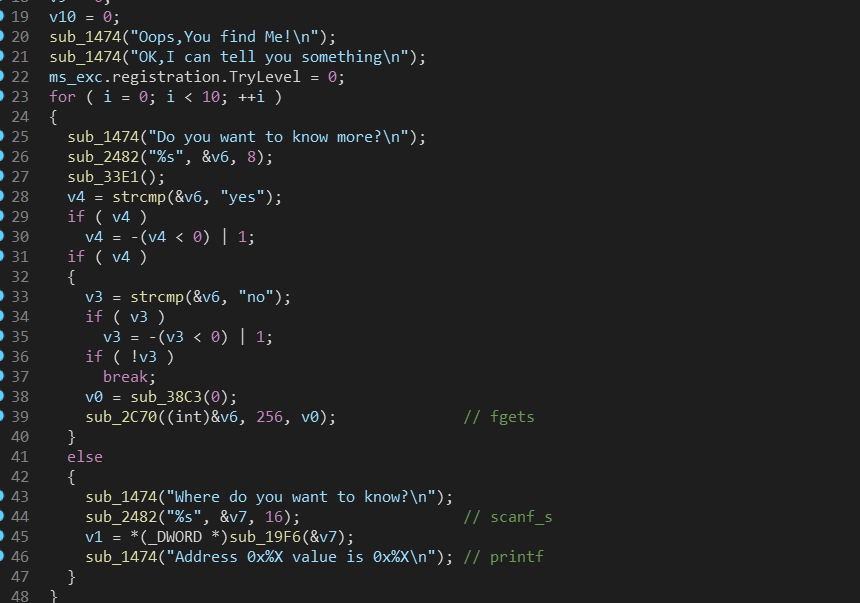 19 v10 = 0;
20 sub_1474("Oops,You find Me!\n");
21 sub_1474("OK,I can tell you something\n");
22 ms_exc.registration.TryLevel = 0;
23 for ( i = 0; i < 10; ++i )
24 {
25 sub_1474("Do you want to know more?\n");
26 sub_2482("%s", &v6, 8);
27 sub_33E1();
28 v4 = strcmp(&v6, "yes");
29 if ( v4 )
30 v4 = -(v4 < 0) | 1;
31 if ( v4 )
32 {
33 v3 = strcmp(&v6, "no");
34 if ( v3 )
35 v3 = -(v3 < 0) | 1;
36 if ( !v3 )
37 break;
38 v0 = sub_38C3(0);
39 sub_2C70((int)&v6, 256, v0); // fgets
40 }
41 else
42 {
43 sub_1474("Where do you want to know?\n");
44 sub_2482("%s", &v7, 16); // scanf_s
45 v1 = *(_DWORD *)sub_19F6(&v7);
46 sub_1474("Address 0x%X value is 0x%X\n"); // printf
47 }
48 }